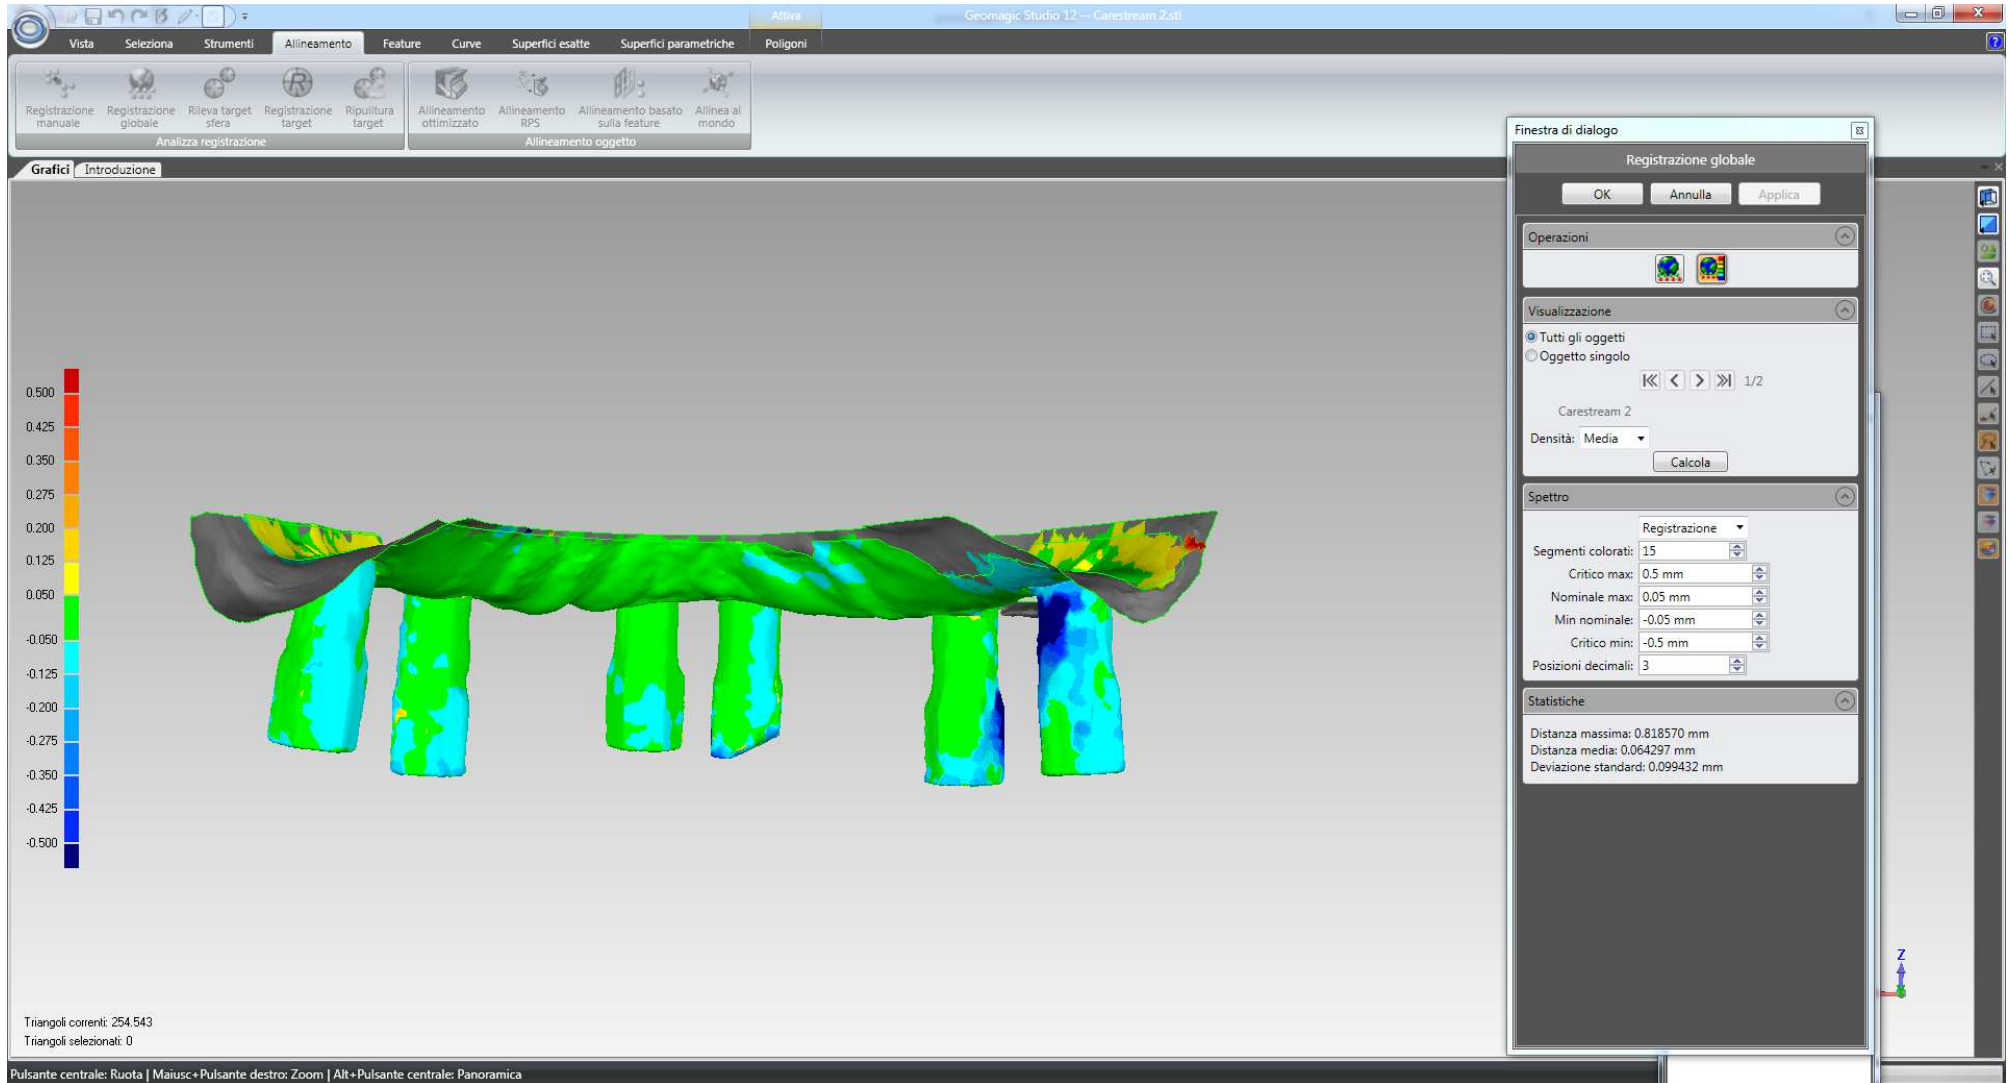 Attiva
Geomagic Studio 12 -- Carestream 2.stl
Vista Seleziona Strumenti Allineamento Feature Curve Superfici esatte Superfici parametriche Poligoni
Registrazione manuale
Registrazione globale
Rileva target sfera
Registrazione target
Ripulitura target
Allineamento ottimizzato
Allineamento RPS
Allineamento basato sulla feature
Allinea al mondo
Analizza registrazione
Allineamento oggetto
Grafici Introduzione
Finestra di dialogo
Registrazione globale
OK Annulla Applica
Operazioni
Visualizzazione
Tutti gli oggetti
Oggetto singolo
1/2
Carestream 2
Densità: Media
Calcola
Spettro
Registrazione
Segmenti colorati: 15
Critico max: 0.5 mm
Nominale max: 0.05 mm
Min nominale: -0.05 mm
Critico min: -0.5 mm
Posizioni decimali: 3
Statistiche
Distanza massima: 0.818570 mm
Distanza media: 0.064297 mm
Deviazione standard: 0.099432 mm
0.500
0.425
0.350
0.275
0.200
0.125
0.050
-0.050
-0.125
-0.200
-0.275
-0.350
-0.425
-0.500
Z
Triangoli correnti: 254.543
Triangoli selezionati: 0
Pulsante centrale: Ruota | Maiusc+Pulsante destro: Zoom | Alt+Pulsante centrale: Panoramica